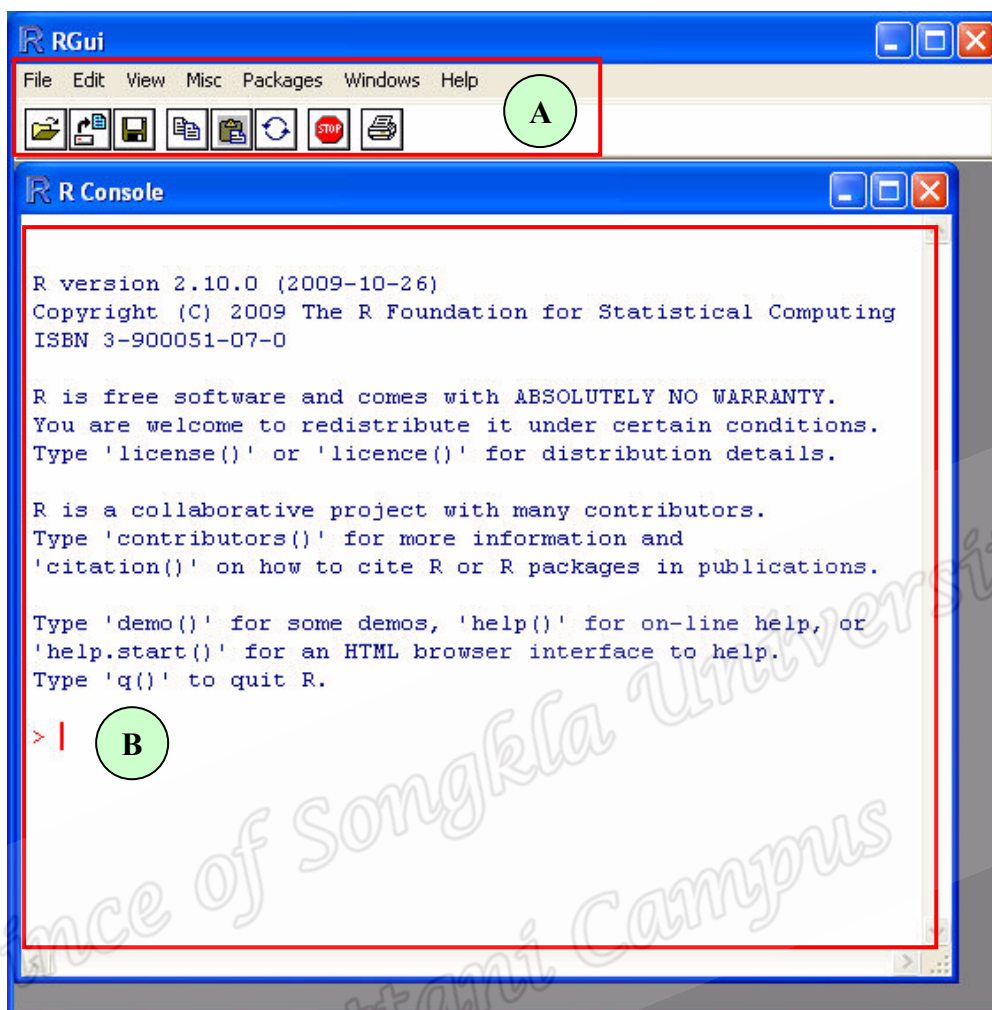 RGui
File Edit View Misc Packages Windows Help
STOP
A
R Console
R version 2.10.0 (2009-10-26)
Copyright (C) 2009 The R Foundation for Statistical Computing
ISBN 3-900051-07-0
R is free software and comes with ABSOLUTELY NO WARRANTY.
You are welcome to redistribute it under certain conditions.
Type 'license()' or 'licence()' for distribution details.
R is a collaborative project with many contributors.
Type 'contributors()' for more information and
'citation()' on how to cite R or R packages in publications.
Type 'demo()' for some demos, 'help()' for on-line help, or
'help.start()' for an HTML browser interface to help.
Type 'q()' to quit R.
>
B
of Songkla
Campus